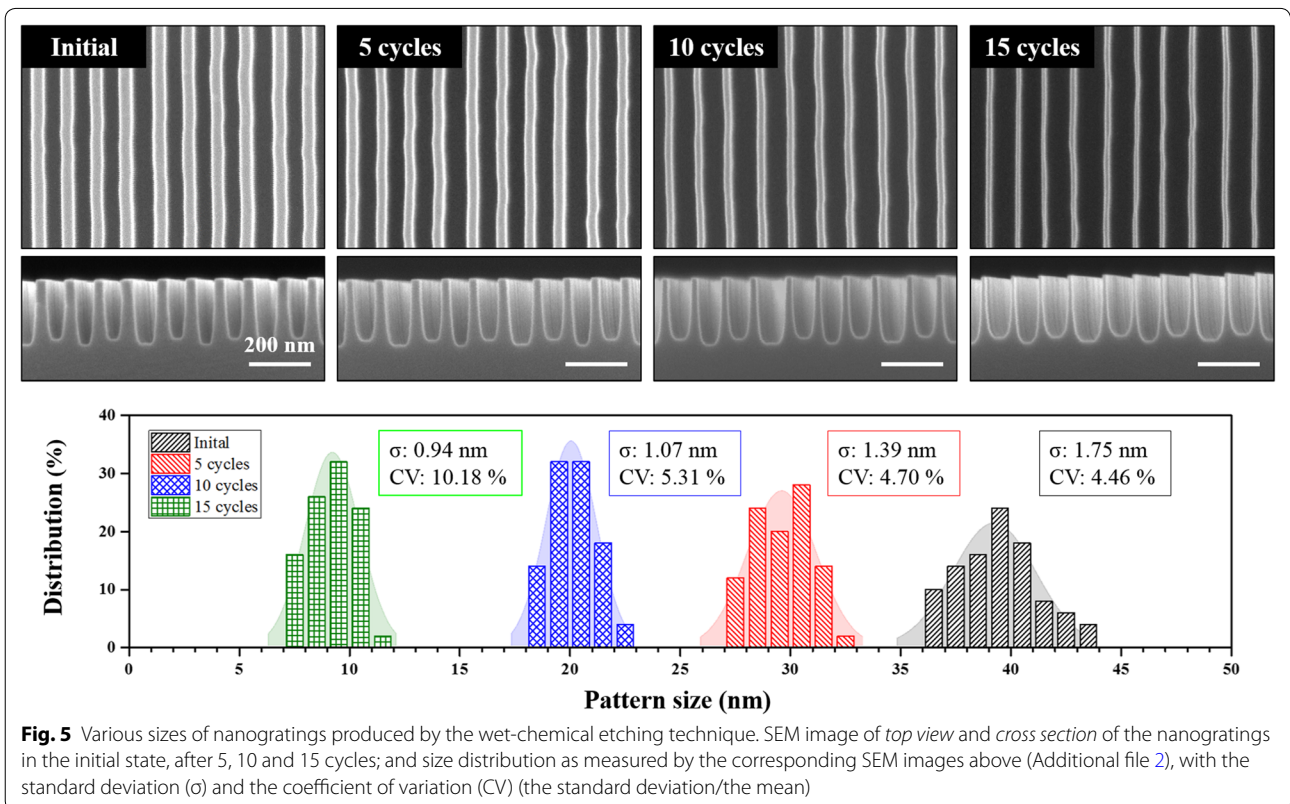 Initial
5 cycles
10 cycles
15 cycles
200 nm
Distribution (%)
40
30
20
10
0
Inital
5 cycles
10 cycles
15 cycles
σ: 0.94 nm
CV: 10.18 %
σ: 1.07 nm
CV: 5.31 %
σ: 1.39 nm
CV: 4.70 %
σ: 1.75 nm
CV: 4.46 %
0 5 10 15 20 25 30 35 40 45 50
Pattern size (nm)
Fig. 5 Various sizes of nanogratings produced by the wet-chemical etching technique. SEM image of top view and cross section of the nanogratings
in the initial state, after 5, 10 and 15 cycles; and size distribution as measured by the corresponding SEM images above (Additional file 2), with the
standard deviation (σ) and the coefficient of variation (CV) (the standard deviation/the mean)